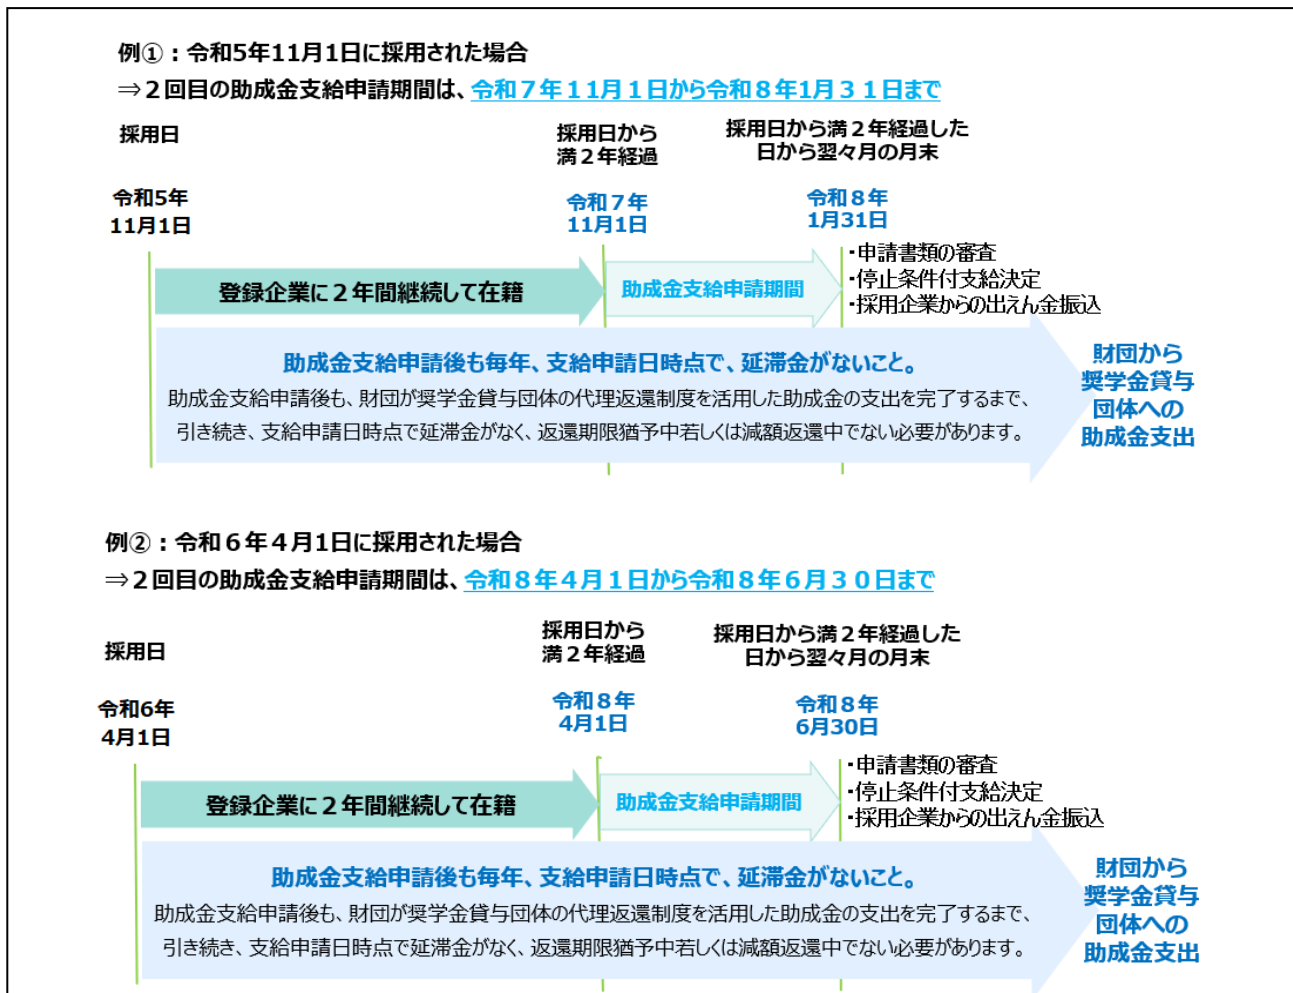 例①：令和5年11月1日に採用された場合
⇒２回目の助成金支給申請期間は、令和７年１１月１日から令和８年1月３１日まで
採用日
採用日から
満２年経過
採用日から満２年経過した
日から翌々月の月末
令和5年
11月1日
令和７年
11月1日
令和８年
1月31日
登録企業に２年間継続して在籍
助成金支給申請期間
・申請書類の審査
・停止条件付支給決定
・採用企業からの出えん金振込
助成金支給申請後も毎年、支給申請日時点で、延滞金がないこと。
助成金支給申請後も、財団が奨学金貸与団体の代理返還制度を活用した助成金の支出を完了するまで、
引き続き、支給申請日時点で延滞金がなく、返還期限猶予中若しくは減額返還中でない必要があります。
財団から
奨学金貸与
団体への
助成金支出
例②：令和６年４月1日に採用された場合
⇒２回目の助成金支給申請期間は、令和８年４月１日から令和８年６月３０日まで
採用日
採用日から
満２年経過
採用日から満２年経過した
日から翌々月の月末
令和6年
4月1日
令和８年
4月1日
令和８年
6月30日
登録企業に２年間継続して在籍
助成金支給申請期間
・申請書類の審査
・停止条件付支給決定
・採用企業からの出えん金振込
助成金支給申請後も毎年、支給申請日時点で、延滞金がないこと。
助成金支給申請後も、財団が奨学金貸与団体の代理返還制度を活用した助成金の支出を完了するまで、
引き続き、支給申請日時点で延滞金がなく、返還期限猶予中若しくは減額返還中でない必要があります。
財団から
奨学金貸与
団体への
助成金支出